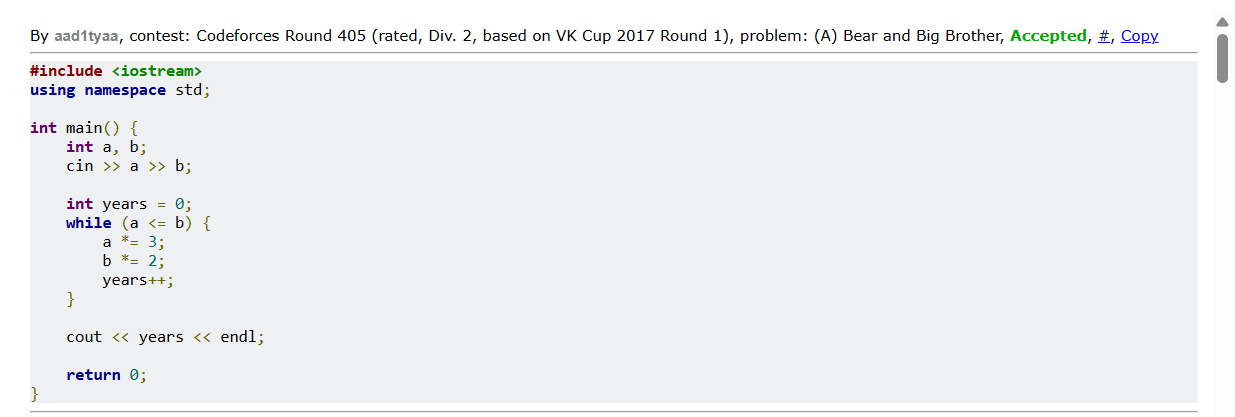 By aad1tyaa, contest: Codeforces Round 405 (rated, Div. 2, based on VK Cup 2017 Round 1), problem: (A) Bear and Big Brother, Accepted, #, Copy
#include <iostream>
using namespace std;
int main() {
    int a, b;
    cin >> a >> b;
    int years = 0;
    while (a <= b) {
        a *= 3;
        b *= 2;
        years++;
    }
    cout << years << endl;
    return 0;
}